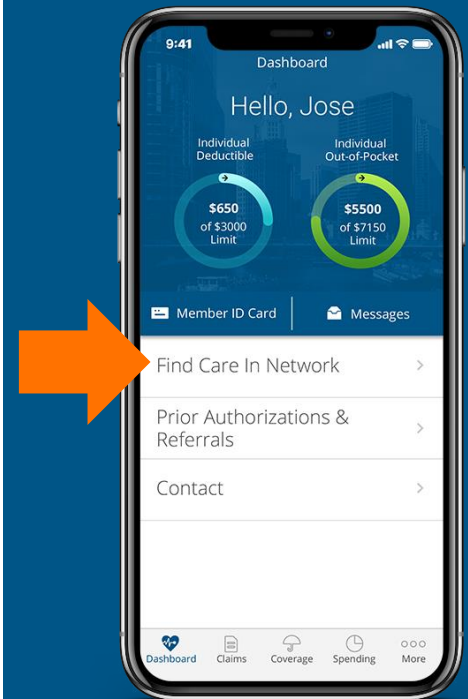 9:41
Dashboard
Hello, Jose
Individual
Deductible
Individual
Out-of-Pocket
$650
of $3000
Limit
$5500
of $7150
Limit
Member ID Card
Messages
Find Care In Network
Prior Authorizations &
Referrals
Contact
Dashboard
Claims
Coverage
Spending
More